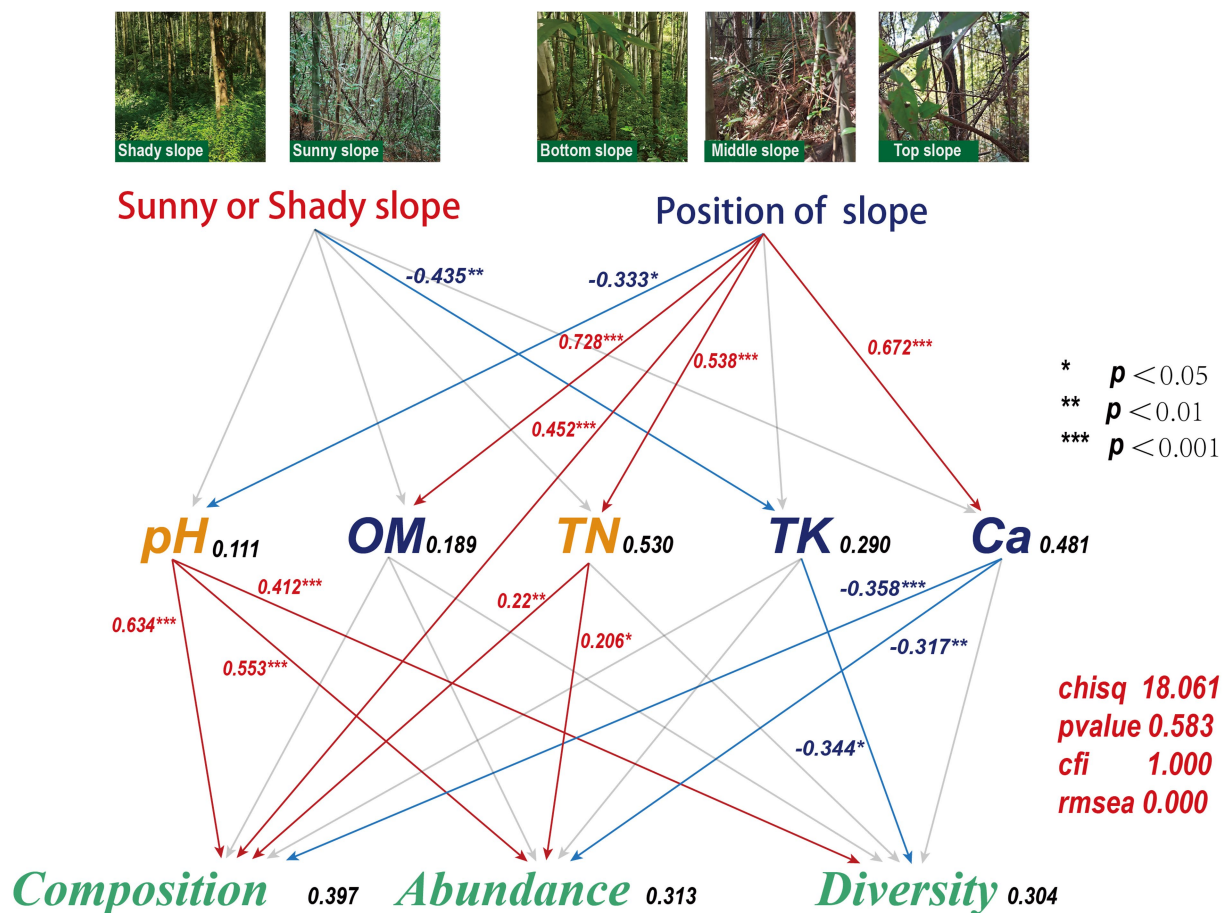 Shady slope
Sunny slope
Bottom slope
Middle slope
Top slope
Sunny or Shady slope
Position of slope
-0.435**
-0.333*
0.728***
0.538***
0.672***
0.452***
* p <0.05
** p <0.01
*** p <0.001
pH 0.111
OM 0.189
TN 0.530
TK 0.290
Ca 0.481
0.634***
0.412***
0.553***
0.22**
0.206*
-0.358***
-0.317**
-0.344*
chisq 18.061
pvalue 0.583
cfi 1.000
rmsea 0.000
Composition 0.397
Abundance 0.313
Diversity 0.304